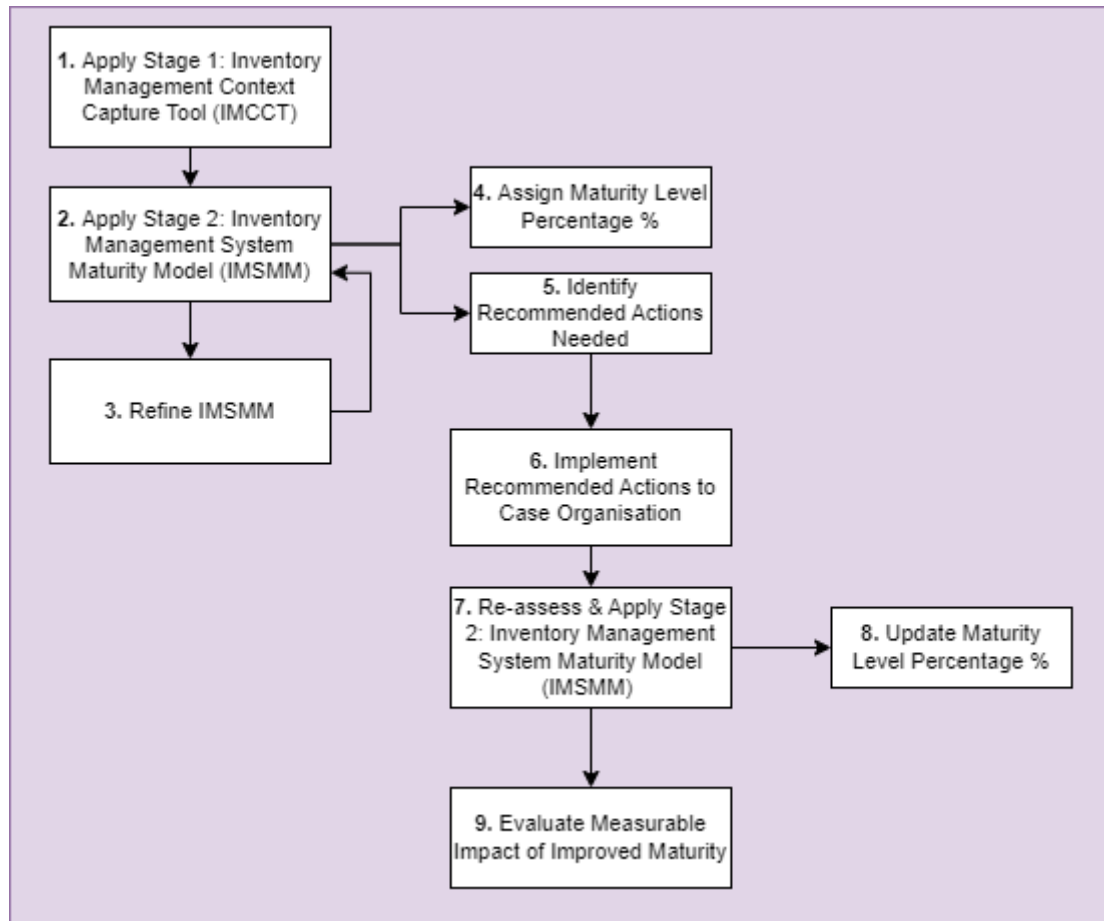 1. Apply Stage 1: Inventory
Management Context
Capture Tool (IMCCT)
2. Apply Stage 2: Inventory
Management System
Maturity Model (IMSMM)
3. Refine IMSMM
4. Assign Maturity Level
Percentage %
5. Identify
Recommended Actions
Needed
6. Implement
Recommended Actions to
Case Organisation
7. Re-assess & Apply Stage
2: Inventory Management
System Maturity Model
(IMSMM)
8. Update Maturity
Level Percentage %
9. Evaluate Measurable
Impact of Improved Maturity